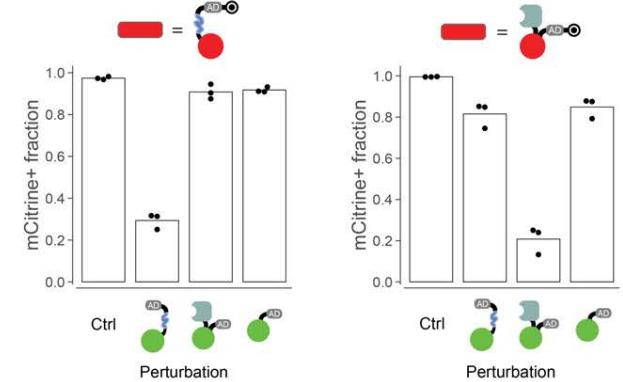 AD
=
mCitrine+ fraction
1.0
0.8
0.6
0.4
0.2
0.0
Ctrl
AD
AD
AD
Perturbation
AD
=
mCitrine+ fraction
1.0
0.8
0.6
0.4
0.2
0.0
Ctrl
AD
AD
AD
Perturbation